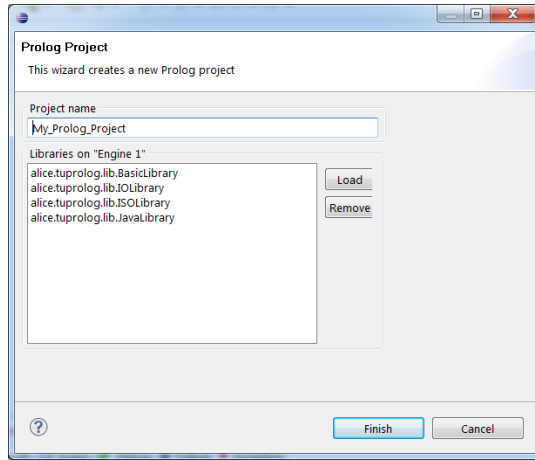 Prolog Project
This wizard creates a new Prolog project
Project name
My_Prolog_Project
Libraries on "Engine 1"
alice.tuprolog.lib.BasicLibrary
alice.tuprolog.lib.IOLibrary
alice.tuprolog.lib.ISOLibrary
alice.tuprolog.lib.JavaLibrary
Load
Remove
?
Finish
Cancel